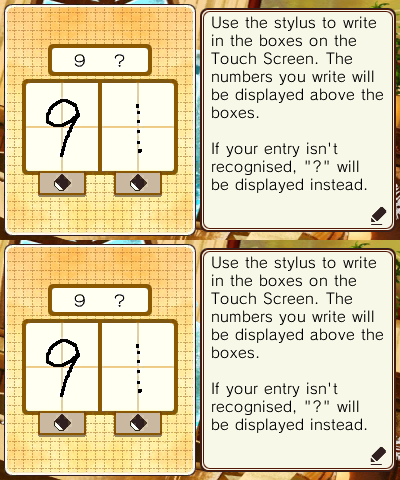 9 ?
9
Use the stylus to write
in the boxes on the
Touch Screen. The
numbers you write will
be displayed above the
boxes.
If your entry isn't
recognised, "?" will
be displayed instead.
9 ?
9
Use the stylus to write
in the boxes on the
Touch Screen. The
numbers you write will
be displayed above the
boxes.
If your entry isn't
recognised, "?" will
be displayed instead.